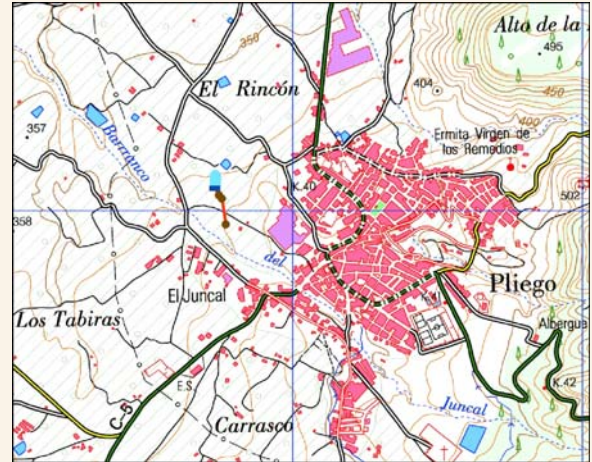 Alto de la
495
350
El Rincón
404
450
400
Ermita Virgen de
los Remedios
357
Barranco
K.40
502
358
del
Pliego
El Juncal
Los Tabiras
Albergue
E.S.
K.42
C-5
Juncal
Carrasco